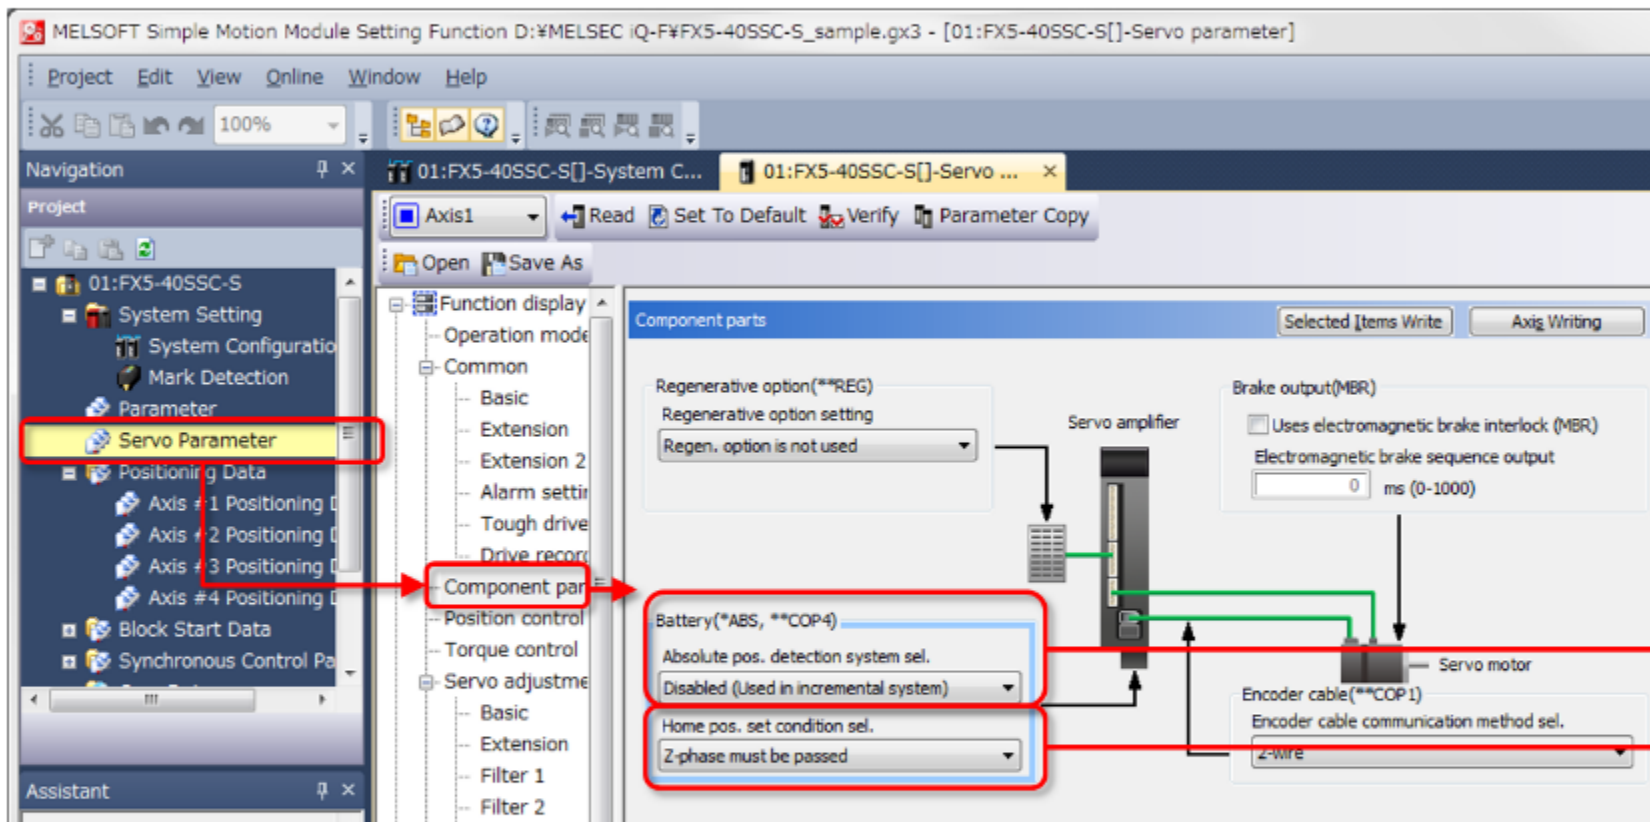 MELSOFT Simple Motion Module Setting Function D:¥MELSEC iQ-F¥FX5-40SSC-S_sample.gx3 - [01:FX5-40SSC-S[]-Servo parameter]
Project Edit View Online Window Help
100%
Navigation
Project
01:FX5-40SSC-S
System Setting
System Configuratio
Mark Detection
Parameter
Servo Parameter
Positioning Data
Axis #1 Positioning D
Axis #2 Positioning D
Axis #3 Positioning D
Axis #4 Positioning D
Block Start Data
Synchronous Control Pa
Assistant
01:FX5-40SSC-S[]-System C...
01:FX5-40SSC-S[]-Servo ...
Axis1
Read
Set To Default
Verify
Parameter Copy
Open
Save As
Function display
Operation mode
Common
Basic
Extension
Extension 2
Alarm settin
Tough drive
Drive record
Component par
Position control
Torque control
Servo adjustme
Basic
Extension
Filter 1
Filter 2
Component parts
Selected Items Write
Axis Writing
Regenerative option(**REG)
Regenerative option setting
Regen. option is not used
Servo amplifier
Brake output(MBR)
Uses electromagnetic brake interlock (MBR)
Electromagnetic brake sequence output
0 ms (0-1000)
Battery(*ABS, **COP4)
Absolute pos. detection system sel.
Disabled (Used in incremental system)
Home pos. set condition sel.
Z-phase must be passed
Servo motor
Encoder cable(**COP1)
Encoder cable communication method sel.
2-wire